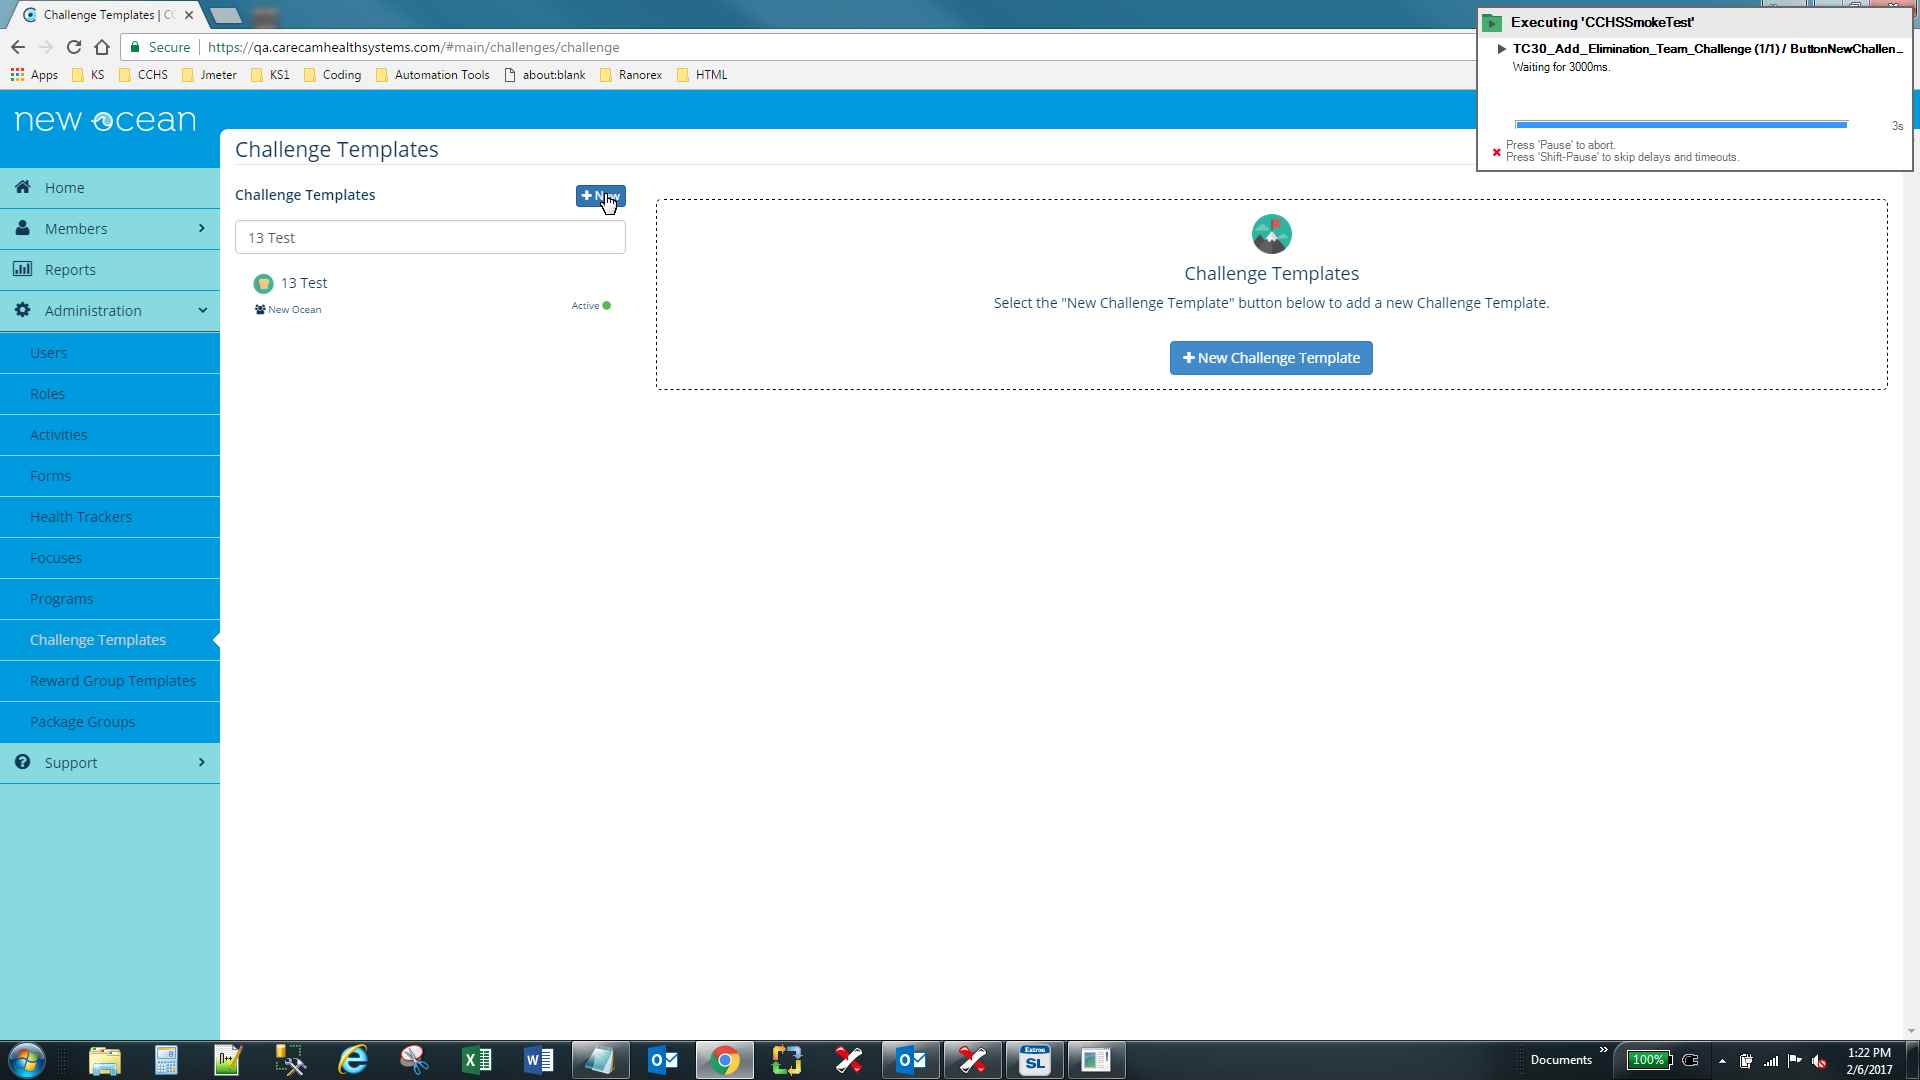 Challenge Templates | CC
Secure
https://qa.carecamhealthsystems.com/#main/challenges/challenge
Apps KS CCHS Jmeter KS1 Coding Automation Tools about:blank Ranorex HTML
Executing 'CCHSSmokeTest'
TC30_Add_Elimination_Team_Challenge (1/1) / ButtonNewChallen...
Waiting for 3000ms.
3s
Press 'Pause' to abort.
Press 'Shift-Pause' to skip delays and timeouts.
new ocean
Home
Members
Reports
Administration
Users
Roles
Activities
Forms
Health Trackers
Focuses
Programs
Challenge Templates
Reward Group Templates
Package Groups
Support
Challenge Templates
Challenge Templates
New
13 Test
13 Test
New Ocean
Active
Challenge Templates
Select the "New Challenge Template" button below to add a new Challenge Template.
New Challenge Template
Extron
SL
Documents
100%
1:22 PM
2/6/2017